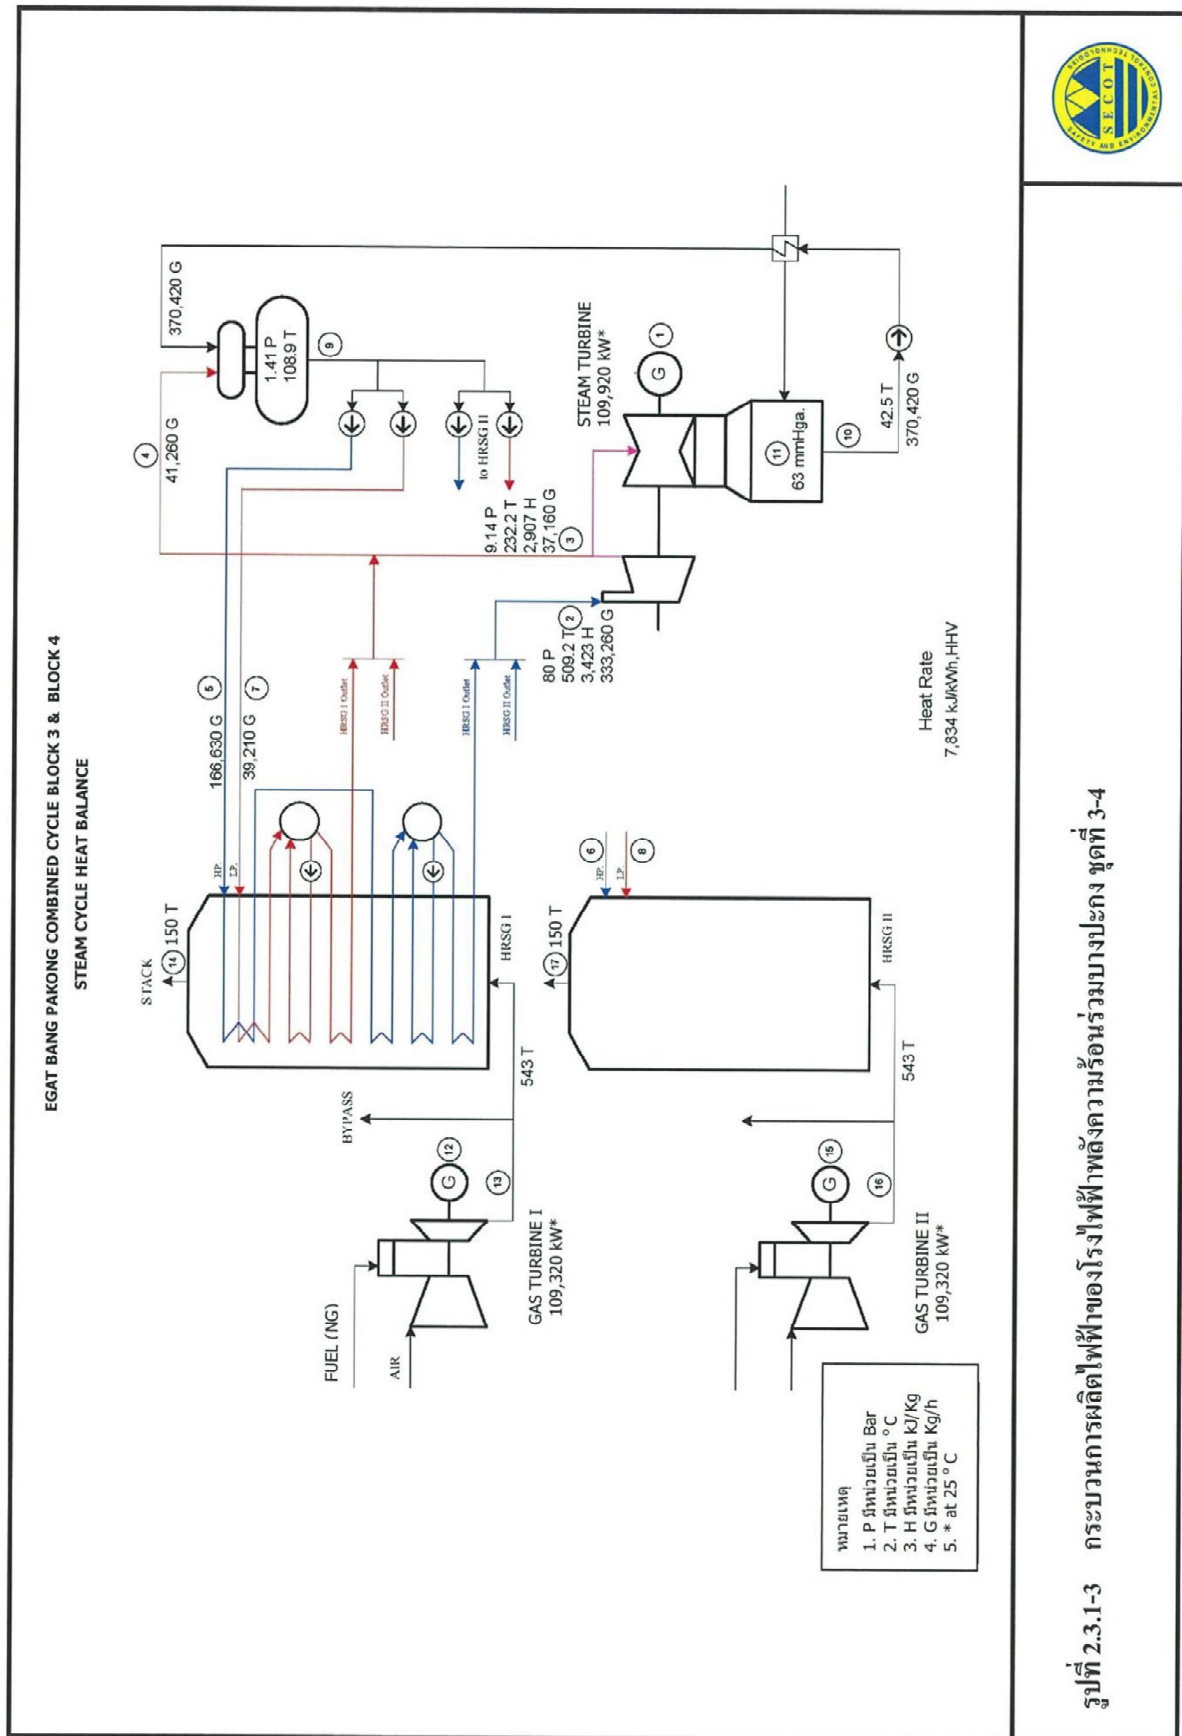 EGAT BANG PAKONG COMBINED CYCLE BLOCK 3 & BLOCK 4
STEAM CYCLE HEAT BALANCE
STACK
14
150 T
HP.
LP.
166,630 G
5
39,210 G
7
4
41,260 G
370,420 G
1.41 P
108.9 T
9
to HRSG II
HRSG I Outlet
HRSG II Outlet
HRSG I Outlet
HRSG II Outlet
9.14 P
232.2 T
2,907 H
37,160 G
3
80 P
509.2 T
2
3,423 H
333,260 G
STEAM TURBINE
109,920 kW*
G
1
11
63 mmHga.
10
42.5 T
370,420 G
FUEL (NG)
AIR
BYPASS
G
12
13
GAS TURBINE I
109,320 kW*
543 T
HRSG I
17
150 T
HP.
6
LP.
8
G
15
16
GAS TURBINE II
109,320 kW*
543 T
HRSG II
Heat Rate
7,834 kJ/kWh,HHV
หมายเหตุ
1. P มีหน่วยเป็น Bar
2. T มีหน่วยเป็น °C
3. H มีหน่วยเป็น kJ/Kg
4. G มีหน่วยเป็น Kg/h
5. * at 25 °C
รูปที่ 2.3.1-3 กระบวนการผลิตไฟฟ้าของโรงไฟฟ้าพลังความร้อนร่วมบางปะกง ชุดที่ 3-4
SECOT
SAFETY AND ENVIRONMENTAL CONTROL TECHNOLOGIES